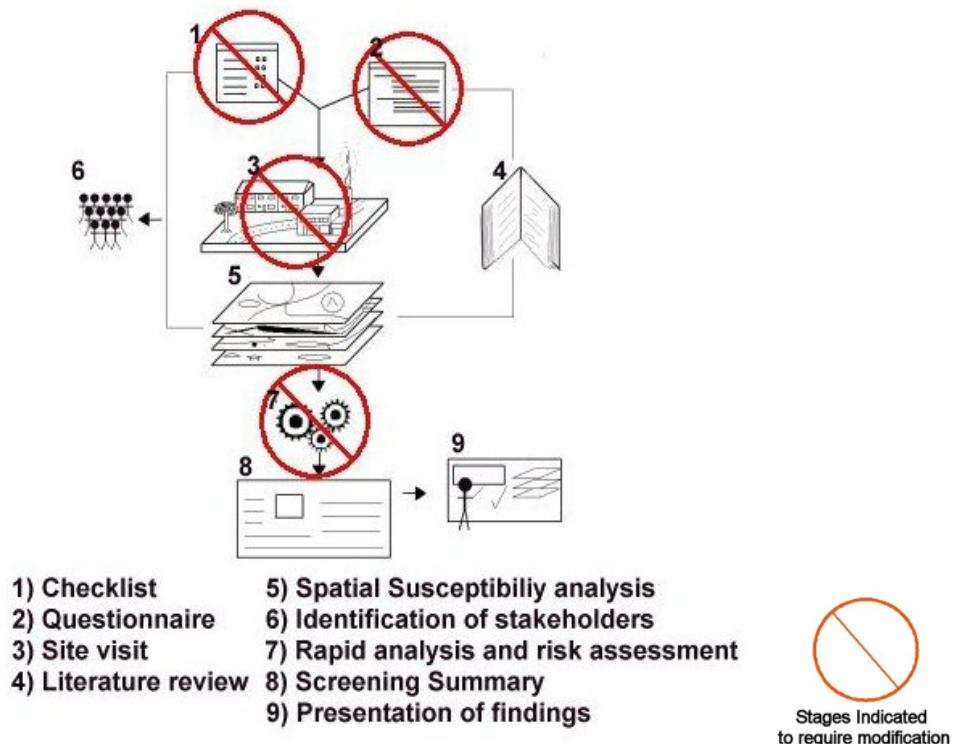 1
2
3
4
6
5
7
8
9
1) Checklist
2) Questionnaire
3) Site visit
4) Literature review
5) Spatial Susceptibiliy analysis
6) Identification of stakeholders
7) Rapid analysis and risk assessment
8) Screening Summary
9) Presentation of findings
Stages Indicated
to require modification